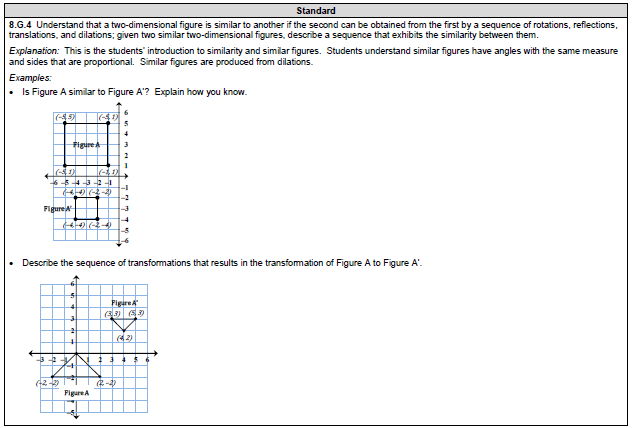 Standard
8.G.4 Understand that a two-dimensional figure is similar to another if the second can be obtained from the first by a sequence of rotations, reflections,
translations, and dilations; given two similar two-dimensional figures, describe a sequence that exhibits the similarity between them.
Explanation: This is the students' introduction to similarity and similar figures. Students understand similar figures have angles with the same measure
and sides that are proportional. Similar figures are produced from dilations.
Examples:
• Is Figure A similar to Figure A'? Explain how you know.
6
(-5, 5) (-5, 1) 5
4
Figure A 3
2
(-5, 1) (-1, 1) 1
-6 -5 -4 -3 -2 -1
-1
(-4, -4) (-2, -2) -2
Figure A' -3
-4
(-4, -4) (-2, -4)
-5
-6
• Describe the sequence of transformations that results in the transformation of Figure A to Figure A'.
6
5
4 Figure A'
3 (3, 3) (5, 3)
2
1 (4, 2)
-3 -2 -1 1 2 3 4 5 6
-1
(-2, -2) -2 (2, -2)
Figure A
-4
-5